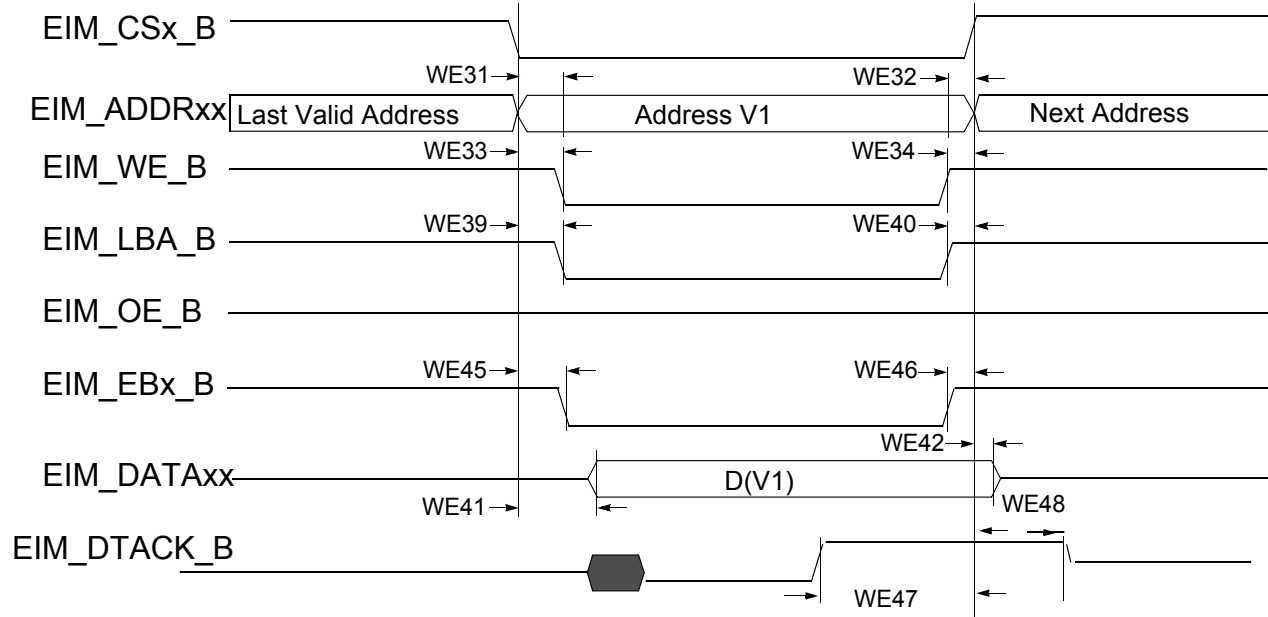 EIM_CSx_B
WE31
WE32
EIM_ADDRxx
Last Valid Address
Address V1
Next Address
WE33
WE34
EIM_WE_B
WE39
WE40
EIM_LBA_B
EIM_OE_B
WE45
WE46
EIM_EBx_B
WE42
EIM_DATAxx
D(V1)
WE41
WE48
EIM_DTACK_B
WE47